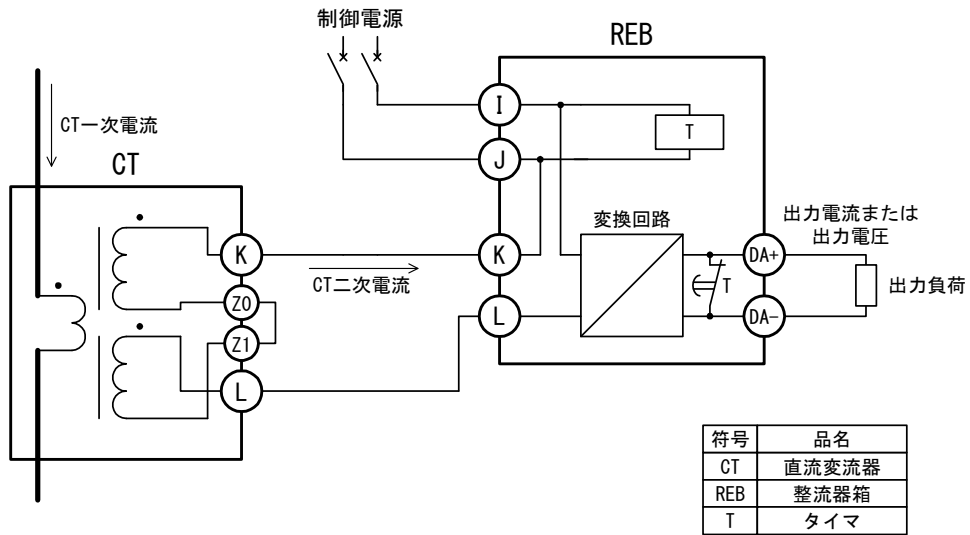 制御電源
REB
CT一次電流
CT
I
J
T
K
Z0
Z1
L
CT二次電流
K
L
変換回路
T
DA+
DA-
出力電流または
出力電圧
出力負荷
符号 品名
CT 直流変流器
REB 整流器箱
T タイマ